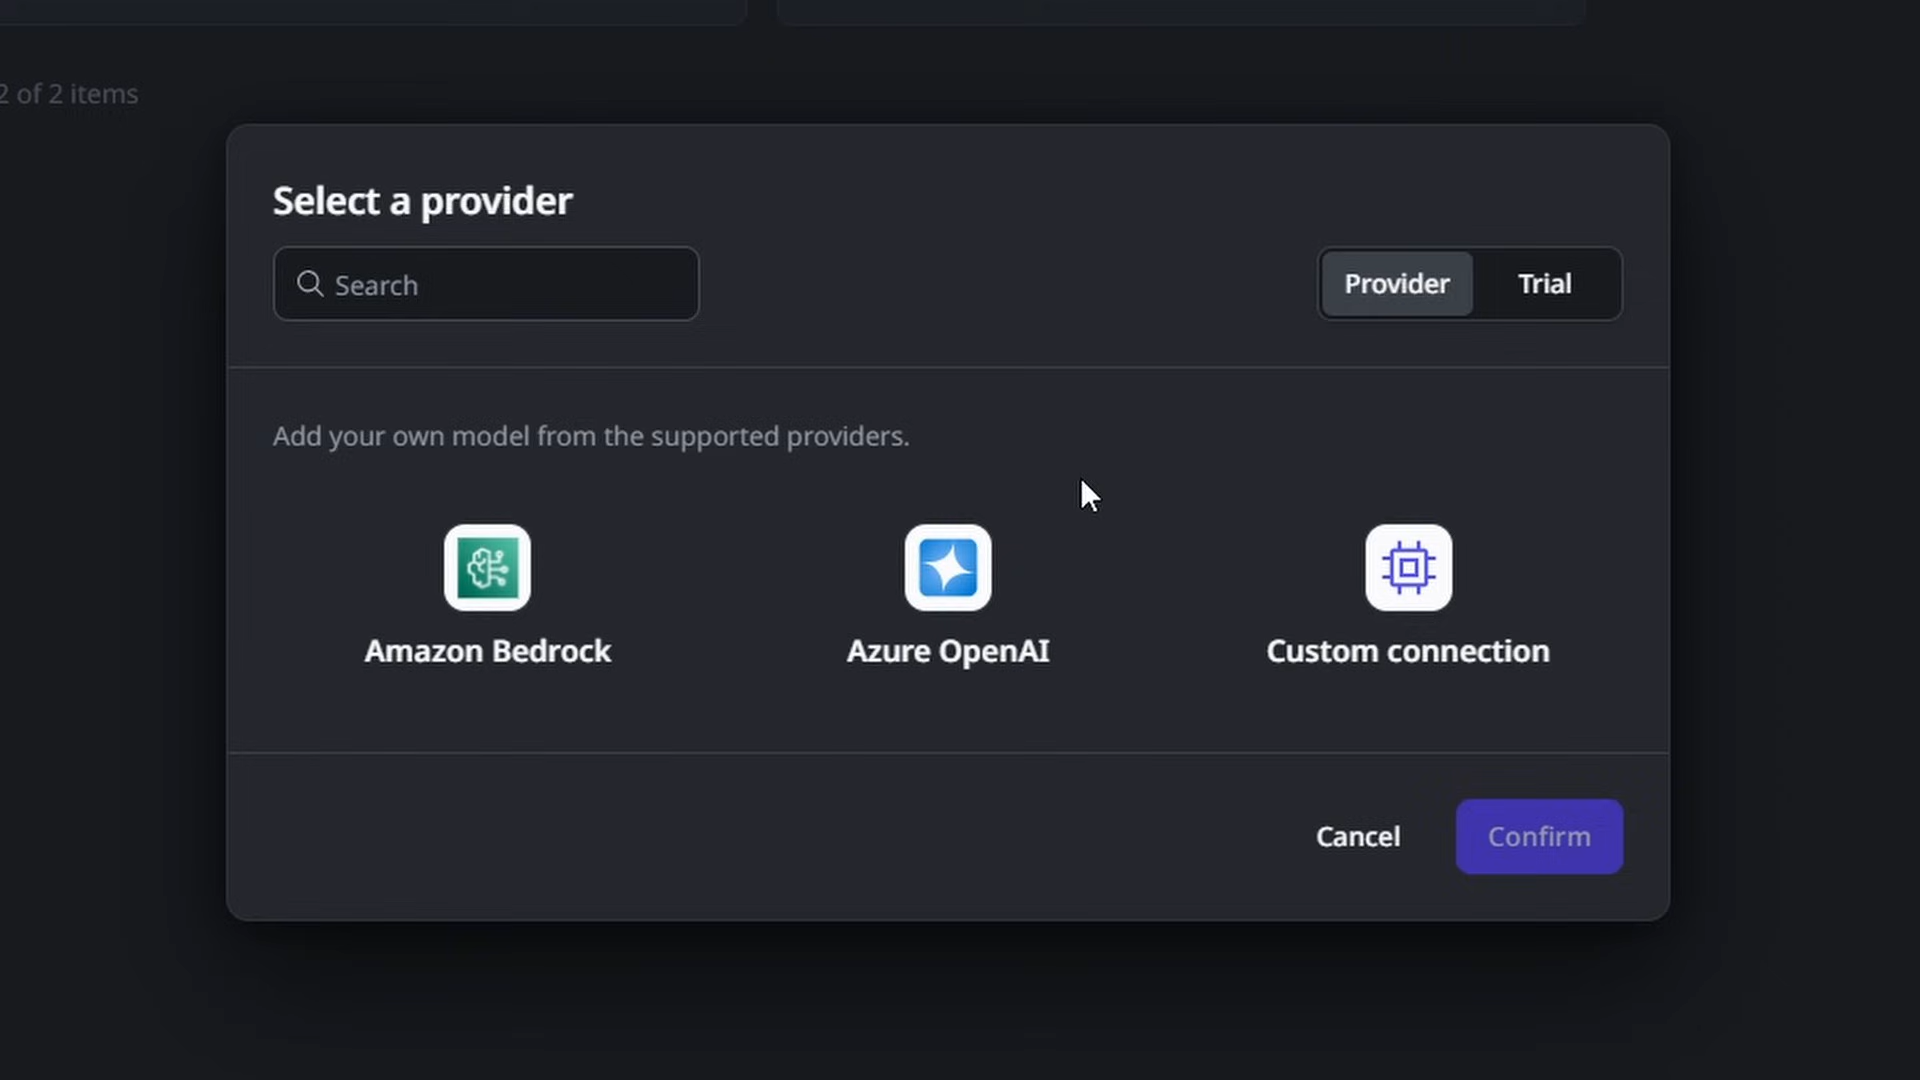 2 of 2 items
Select a provider
Search
Provider
Trial
Add your own model from the supported providers.
Amazon Bedrock
Azure OpenAI
Custom connection
Cancel
Confirm